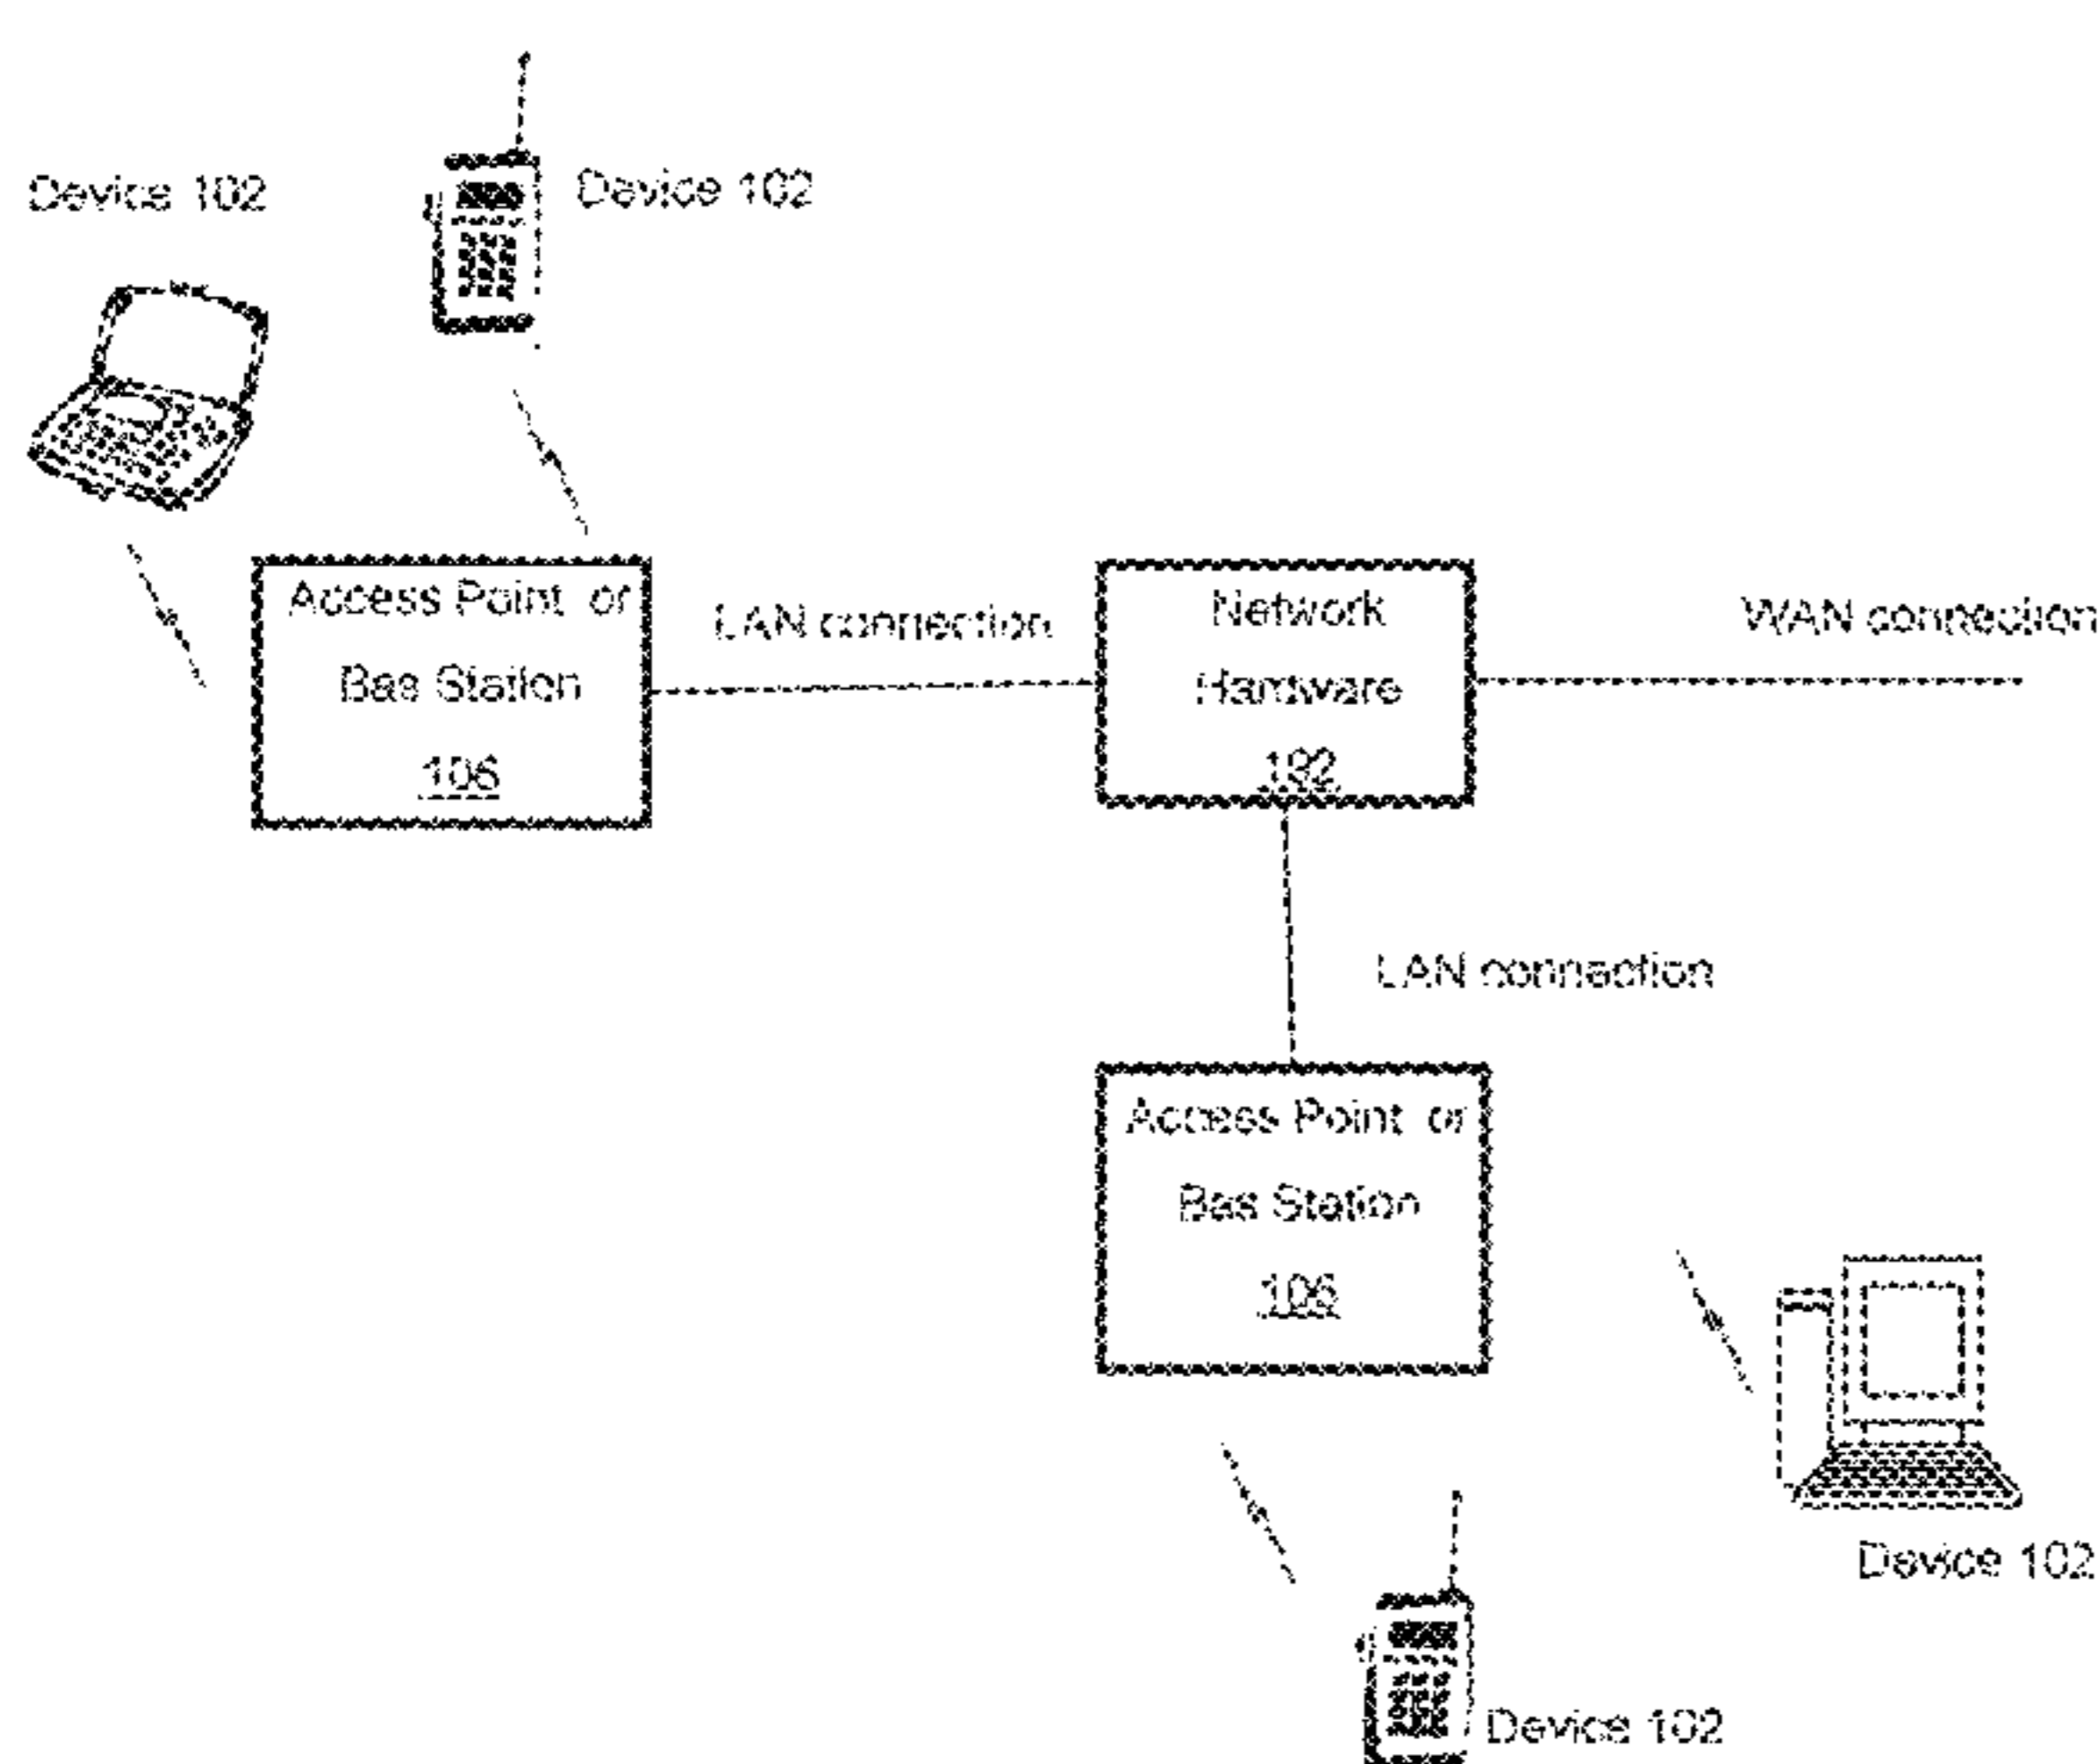 Device 102
Device 102
Access Point or
Bas Station
106
LAN connection
Network
Hardware
192
WAN connection
LAN connection
Access Point or
Bas Station
106
Device 102
Device 102